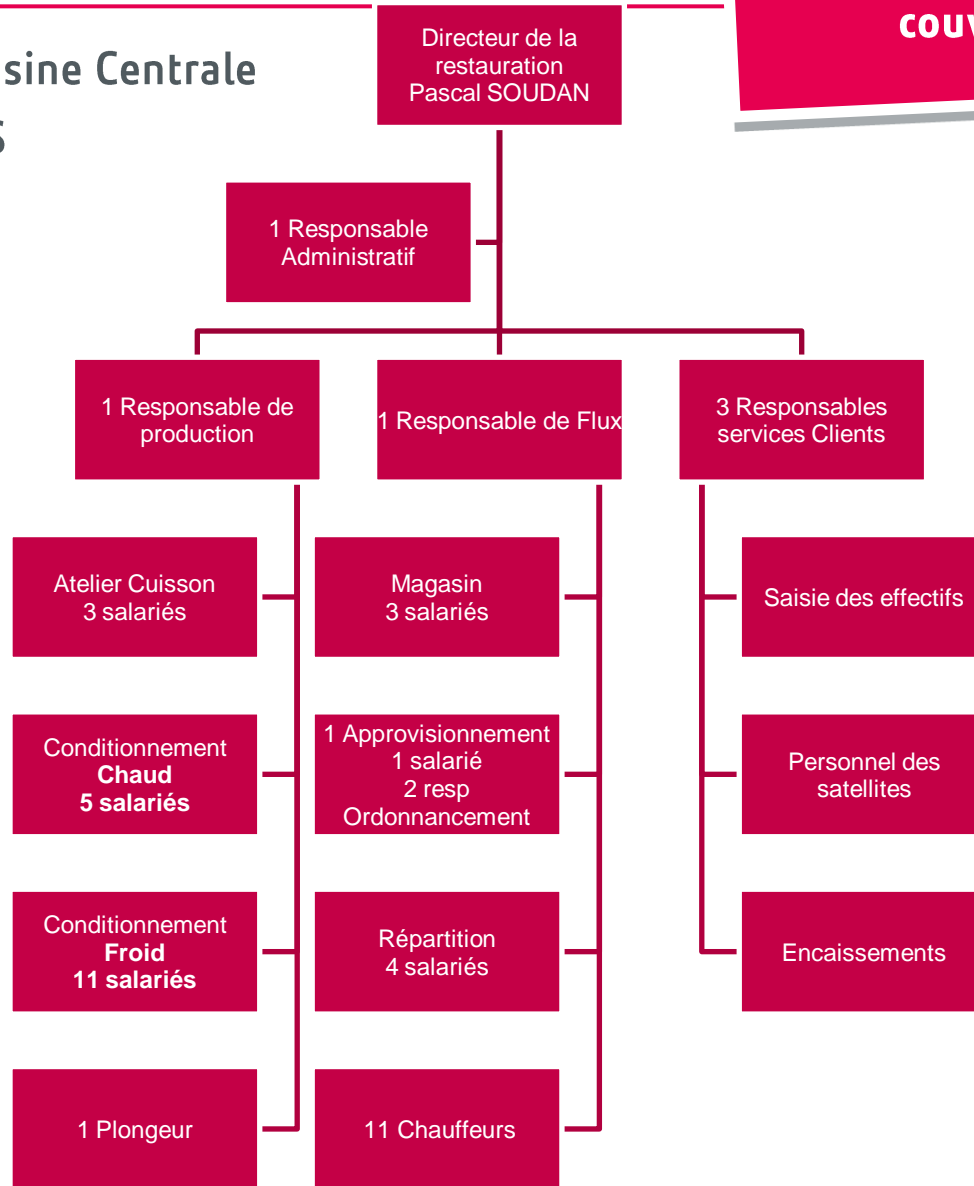 couv
sine Centrale
S
Directeur de la
restauration
Pascal SOUDAN
1 Responsable
Administratif
1 Responsable de
production
1 Responsable de Flux
3 Responsables
services Clients
Atelier Cuisson
3 salariés
Magasin
3 salariés
Saisie des effectifs
Conditionnement
Chaud
5 salariés
1 Approvisionnement
1 salarié
2 resp
Ordonnancement
Personnel des
satellites
Conditionnement
Froid
11 salariés
Répartition
4 salariés
Encaissements
1 Plongeur
11 Chauffeurs